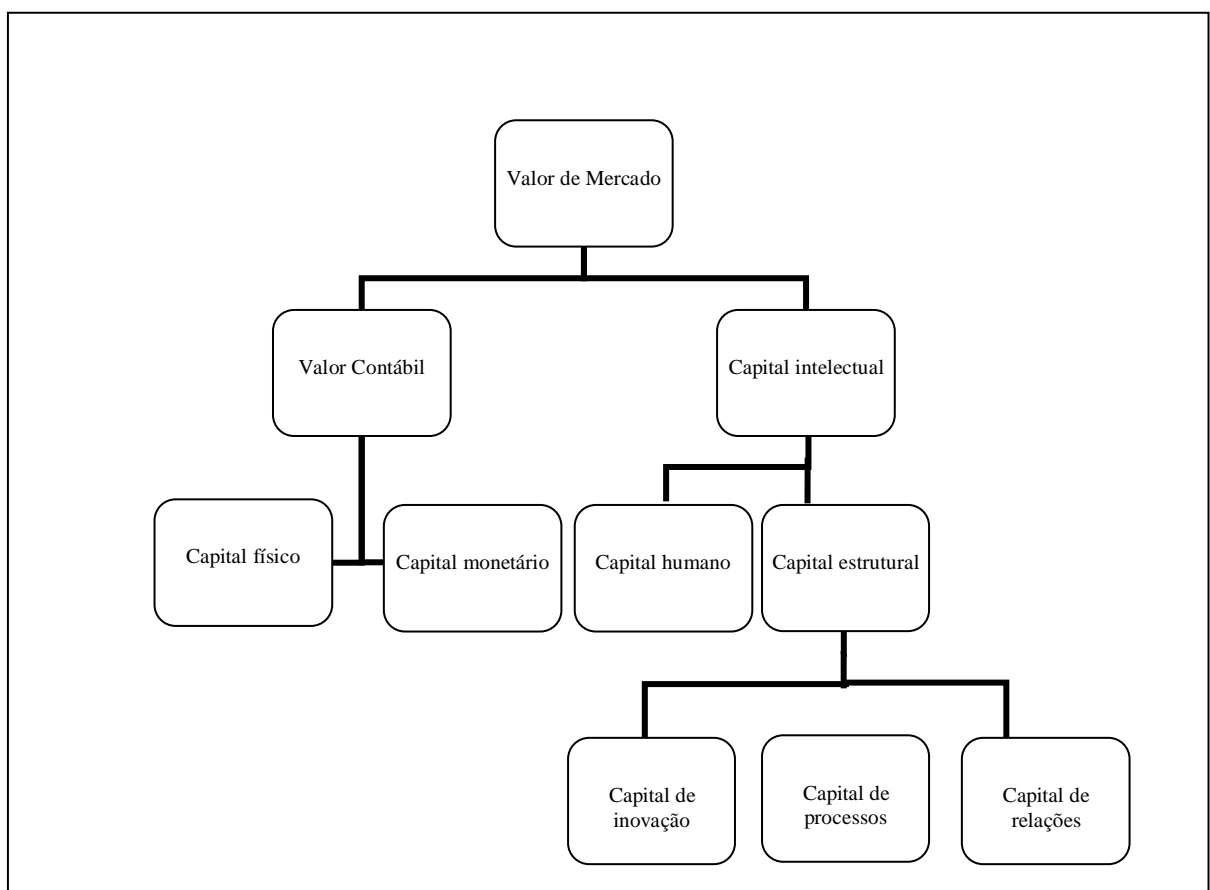 Valor de Mercado
Valor Contábil
Capital intelectual
Capital físico
Capital monetário
Capital humano
Capital estrutural
Capital de
inovação
Capital de
processos
Capital de
relações